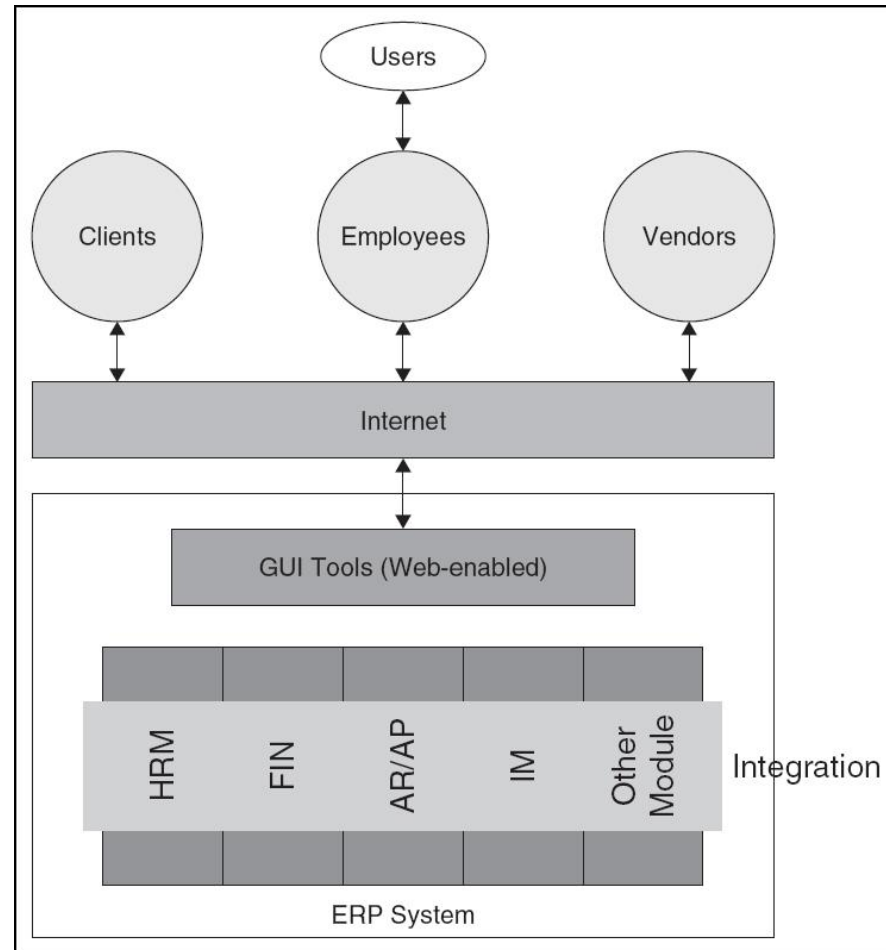 Users
Clients
Employees
Vendors
Internet
GUI Tools (Web-enabled)
HRM
FIN
AR/AP
IM
Other
Module
Integration
ERP System